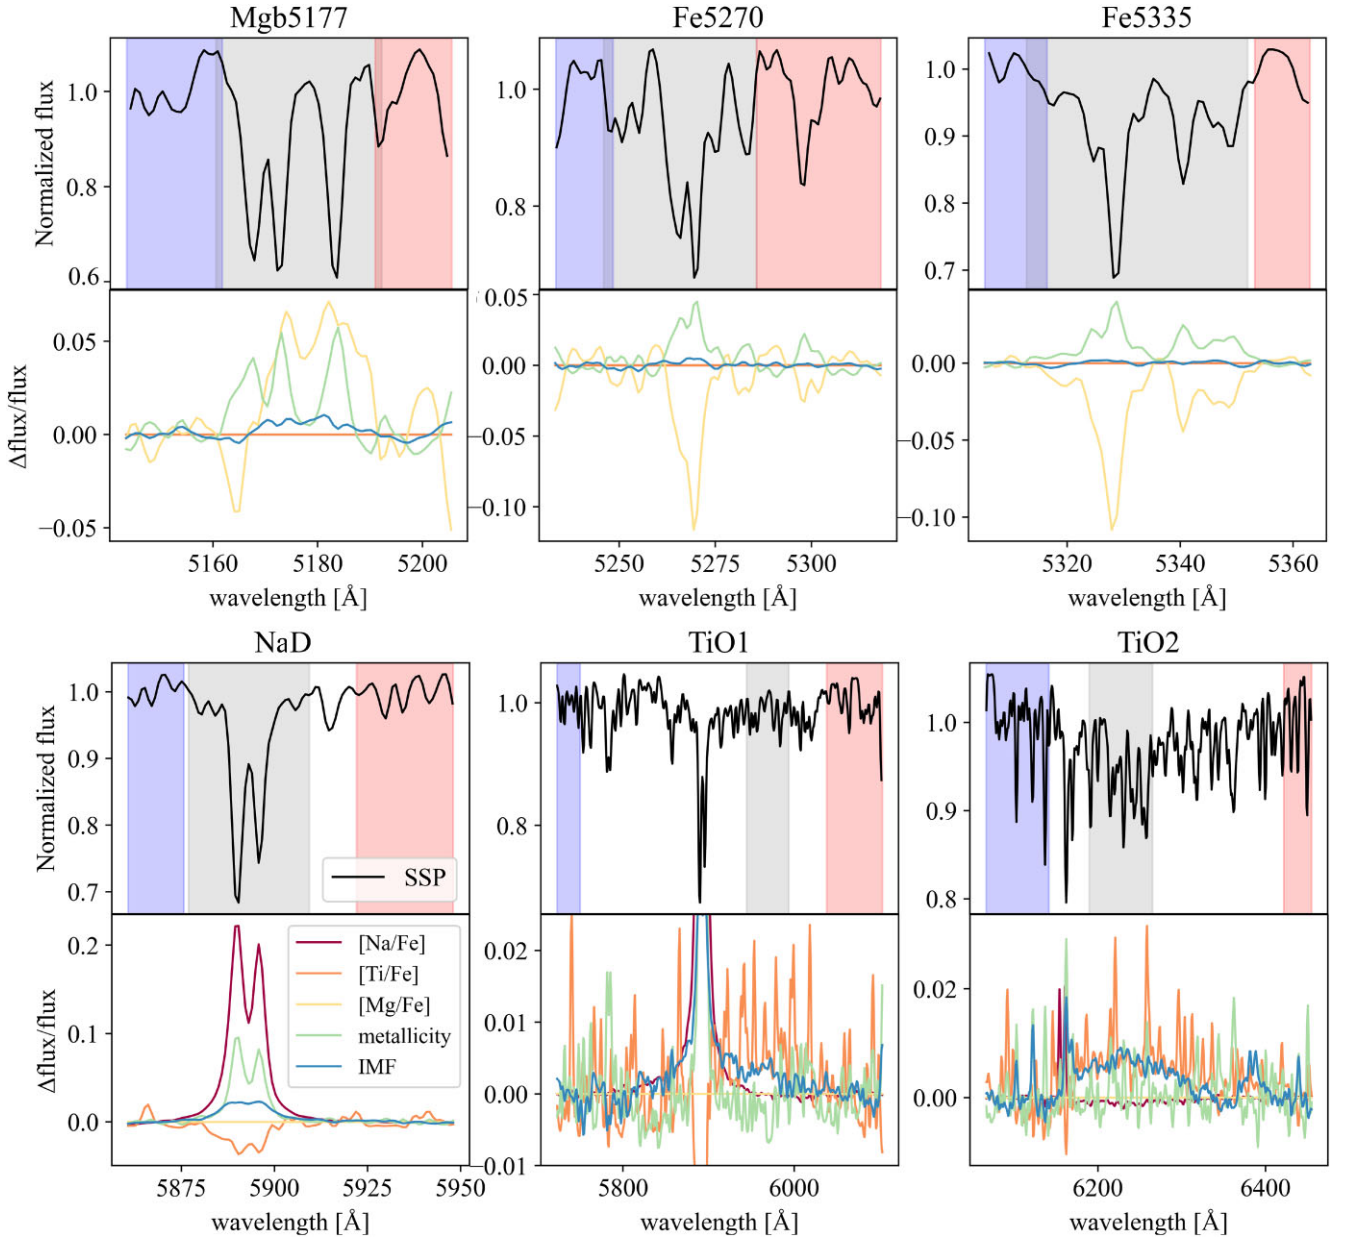 Mgb5177 Fe5270 Fe5335
Normalized flux
1.0
0.8
0.6
1.0
0.8
1.0
0.9
0.8
0.7
Δflux/flux
0.05
0.00
−0.05
0.05
0.00
−0.05
−0.10
0.00
−0.05
−0.10
5160 5180 5200 5250 5275 5300 5320 5340 5360
wavelength [Å] wavelength [Å] wavelength [Å]
NaD TiO1 TiO2
Normalized flux
1.0
0.9
0.8
0.7
SSP
1.0
0.8
1.0
0.9
0.8
Δflux/flux
0.2
0.1
0.0
[Na/Fe]
[Ti/Fe]
[Mg/Fe]
metallicity
IMF
0.02
0.01
0.00
−0.01
0.02
0.00
5875 5900 5925 5950 5800 6000 6200 6400
wavelength [Å] wavelength [Å] wavelength [Å]